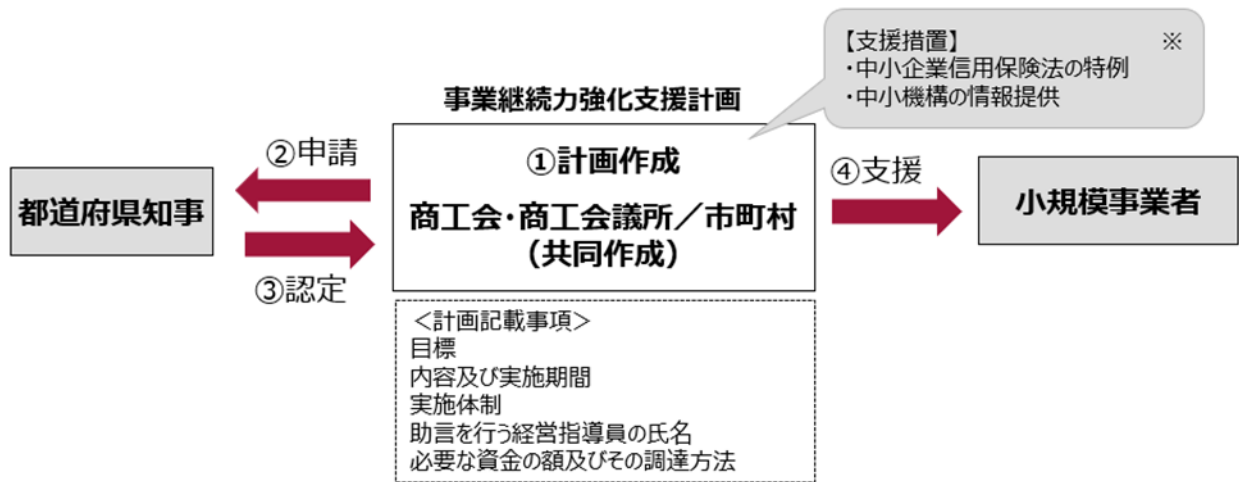 【支援措置】 ※
・中小企業信用保険法の特例
・中小機構の情報提供
事業継続力強化支援計画
①計画作成
商工会・商工会議所／市町村
（共同作成）
②申請
都道府県知事
③認定
④支援
小規模事業者
＜計画記載事項＞
目標
内容及び実施期間
実施体制
助言を行う経営指導員の氏名
必要な資金の額及びその調達方法